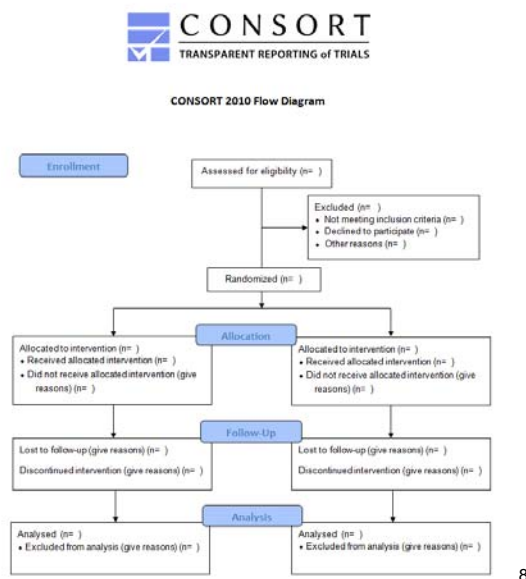 CONSORT
TRANSPARENT REPORTING of TRIALS
CONSORT 2010 Flow Diagram
Enrollment
Assessed for eligibility (n= )
Excluded (n= )
• Not meeting inclusion criteria (n= )
• Declined to participate (n= )
• Other reasons (n= )
Randomized (n= )
Allocation
Allocated to intervention (n= )
• Received allocated intervention (n= )
• Did not receive allocated intervention (give
reasons) (n= )
Allocated to intervention (n= )
• Received allocated intervention (n= )
• Did not receive allocated intervention (give
reasons) (n= )
Follow-Up
Lost to follow-up (give reasons) (n= )
Discontinued intervention (give reasons) (n= )
Lost to follow-up (give reasons) (n= )
Discontinued intervention (give reasons) (n= )
Analysis
Analysed (n= )
• Excluded from analysis (give reasons) (n= )
Analysed (n= )
• Excluded from analysis (give reasons) (n= )
8